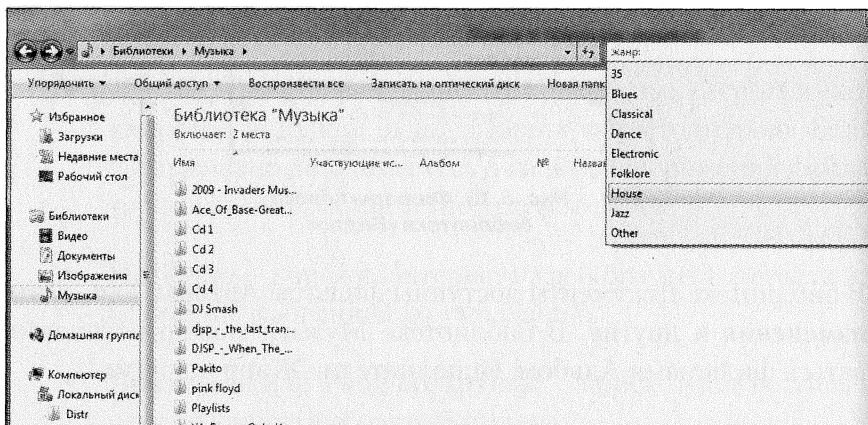 Библиотеки ▸ Музыка ▸
жанр:
Упорядочить ▾ Общий доступ ▾ Воспроизвести все Записать на оптический диск Новая папк
35
Blues
Classical
Dance
Electronic
Folklore
House
Jazz
Other
Избранное
Загрузки
Недавние места
Рабочий стол
Библиотеки
Видео
Документы
Изображения
Музыка
Домашняя группа
Компьютер
Локальный диск
Distr
Библиотека "Музыка"
Включает: 2 места
Имя Участвующие ис... Альбом № Назва
2009 - Invaders Mus...
Ace_Of_Base-Great...
Cd 1
Cd 2
Cd 3
Cd 4
DJ Smash
djsp_-_the_last_tran...
DJSP_-_When_The_-...
Pakito
pink floyd
Playlists